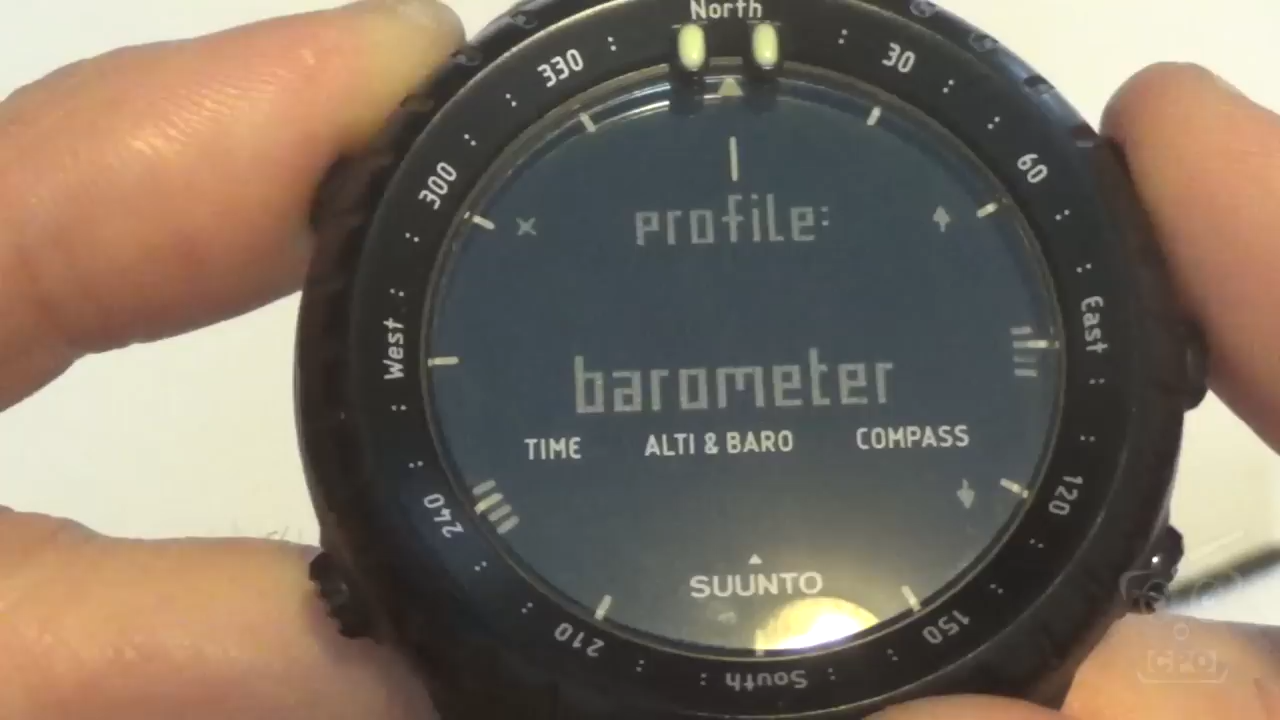 North
330
30
300
60
profile:
West
East
barometer
TIME ALTI & BARO COMPASS
240
120
SUUNTO
210
150
South
CPO